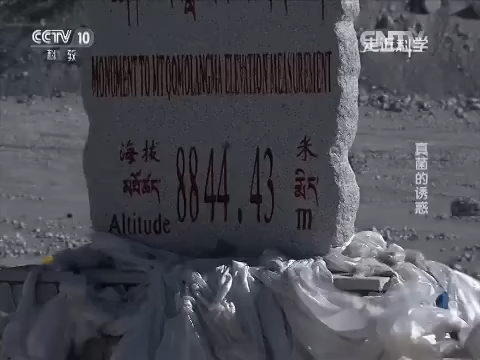 CCTV 10
科教
走近科学
MONUMENT TO MT.QOMOLANGMA ELEVATION MEASUREMENT
真菌的诱惑
海拔 8844.43 米
Altitude m